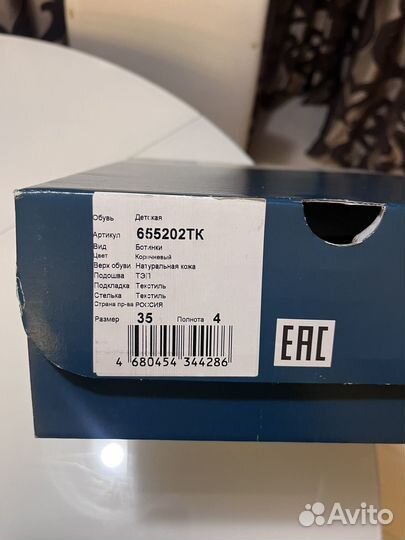 Обувь Детская
Артикул 655202ТК
Вид Ботинки
Цвет Коричневый
Верх обуви Натуральная кожа
Подошва ТЭП
Подкладка Текстиль
Стелька Текстиль
Страна пр-ва РОССИЯ
Размер 35 Полнота 4
4 680454 344286
EAC
Avito